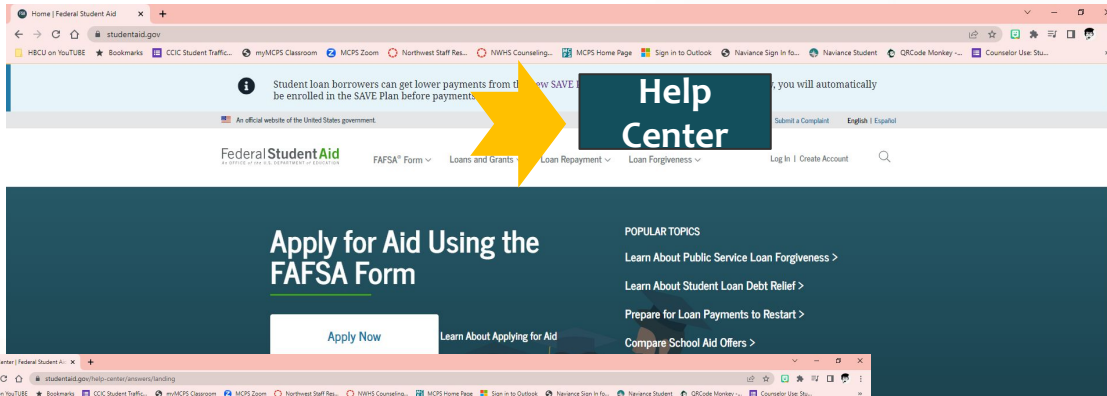 Home | Federal Student Aid
studentaid.gov
HBCU on YouTUBE Bookmarks CCIC Student Traffic... myMCPS Classroom MCPS Zoom Northwest Staff Res... NWHS Counseling... MCPS Home Page Sign in to Outlook Naviance Sign In fo... Naviance Student QRCode Monkey -... Counselor Use: Stu...
Student loan borrowers can get lower payments from the new SAVE , you will automatically
be enrolled in the SAVE Plan before payments
Help
Center
An official website of the United States government.
Submit a Complaint English | Español
Federal Student Aid
An OFFICE of the U.S. DEPARTMENT of EDUCATION
FAFSA® Form Loans and Grants Loan Repayment Loan Forgiveness Log In | Create Account
Apply for Aid Using the
FAFSA Form
Apply Now
Learn About Applying for Aid
POPULAR TOPICS
Learn About Public Service Loan Forgiveness >
Learn About Student Loan Debt Relief >
Prepare for Loan Payments to Restart >
Compare School Aid Offers >
enter | Federal Student Ai
studentaid.gov/help-center/answers/landing
on YouTUBE Bookmarks CCIC Student Traffic... myMCPS Classroom MCPS Zoom Northwest Staff Res... NWHS Counseling... MCPS Home Page Sign in to Outlook Naviance Sign In fo... Naviance Student QRCode Monkey -... Counselor Use: Stu...